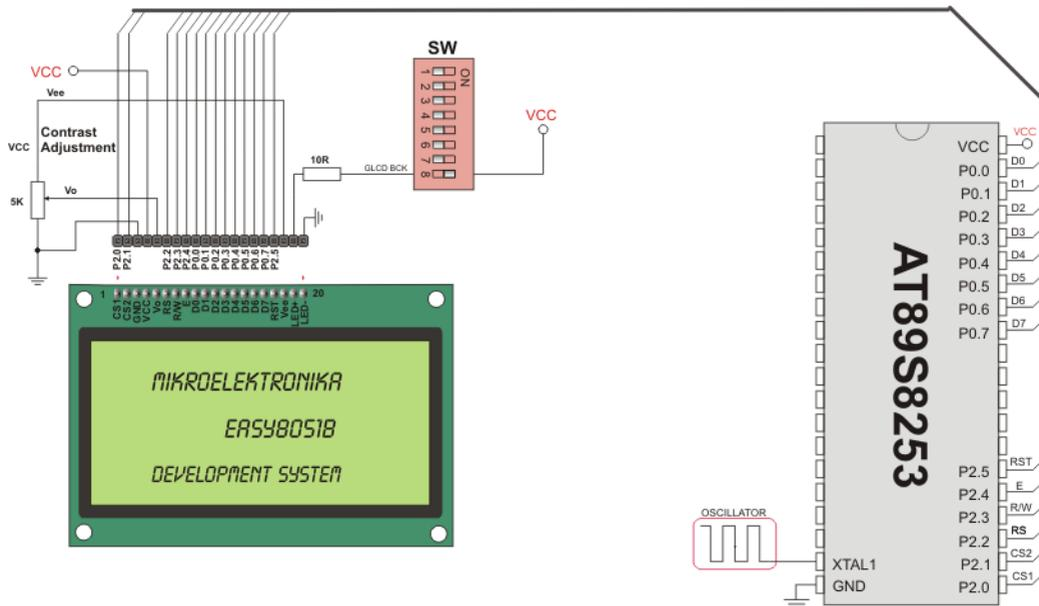 SW
ON
1
2
3
4
5
6
7
8
VCC
Vee
Contrast
Adjustment
VCC
5K
Vo
10R
GLCD BCK
VCC
P2.0
P2.1
P2.2
P2.3
P2.4
P0.0
P0.1
P0.2
P0.3
P0.4
P0.5
P0.6
P0.7
P2.5
1
20
CS1
CS2
GND
VCC
Vo
RS
R/W
E
D0
D1
D2
D3
D4
D5
D6
D7
RST
Vee
LED+
LED-
MIKROELEKTRONIKA
EASY8051B
DEVELOPMENT SYSTEM
AT89S8253
VCC
VCC
P0.0 D0
P0.1 D1
P0.2 D2
P0.3 D3
P0.4 D4
P0.5 D5
P0.6 D6
P0.7 D7
P2.5 RST
P2.4 E
P2.3 R/W
P2.2 RS
P2.1 CS2
P2.0 CS1
OSCILLATOR
XTAL1
GND